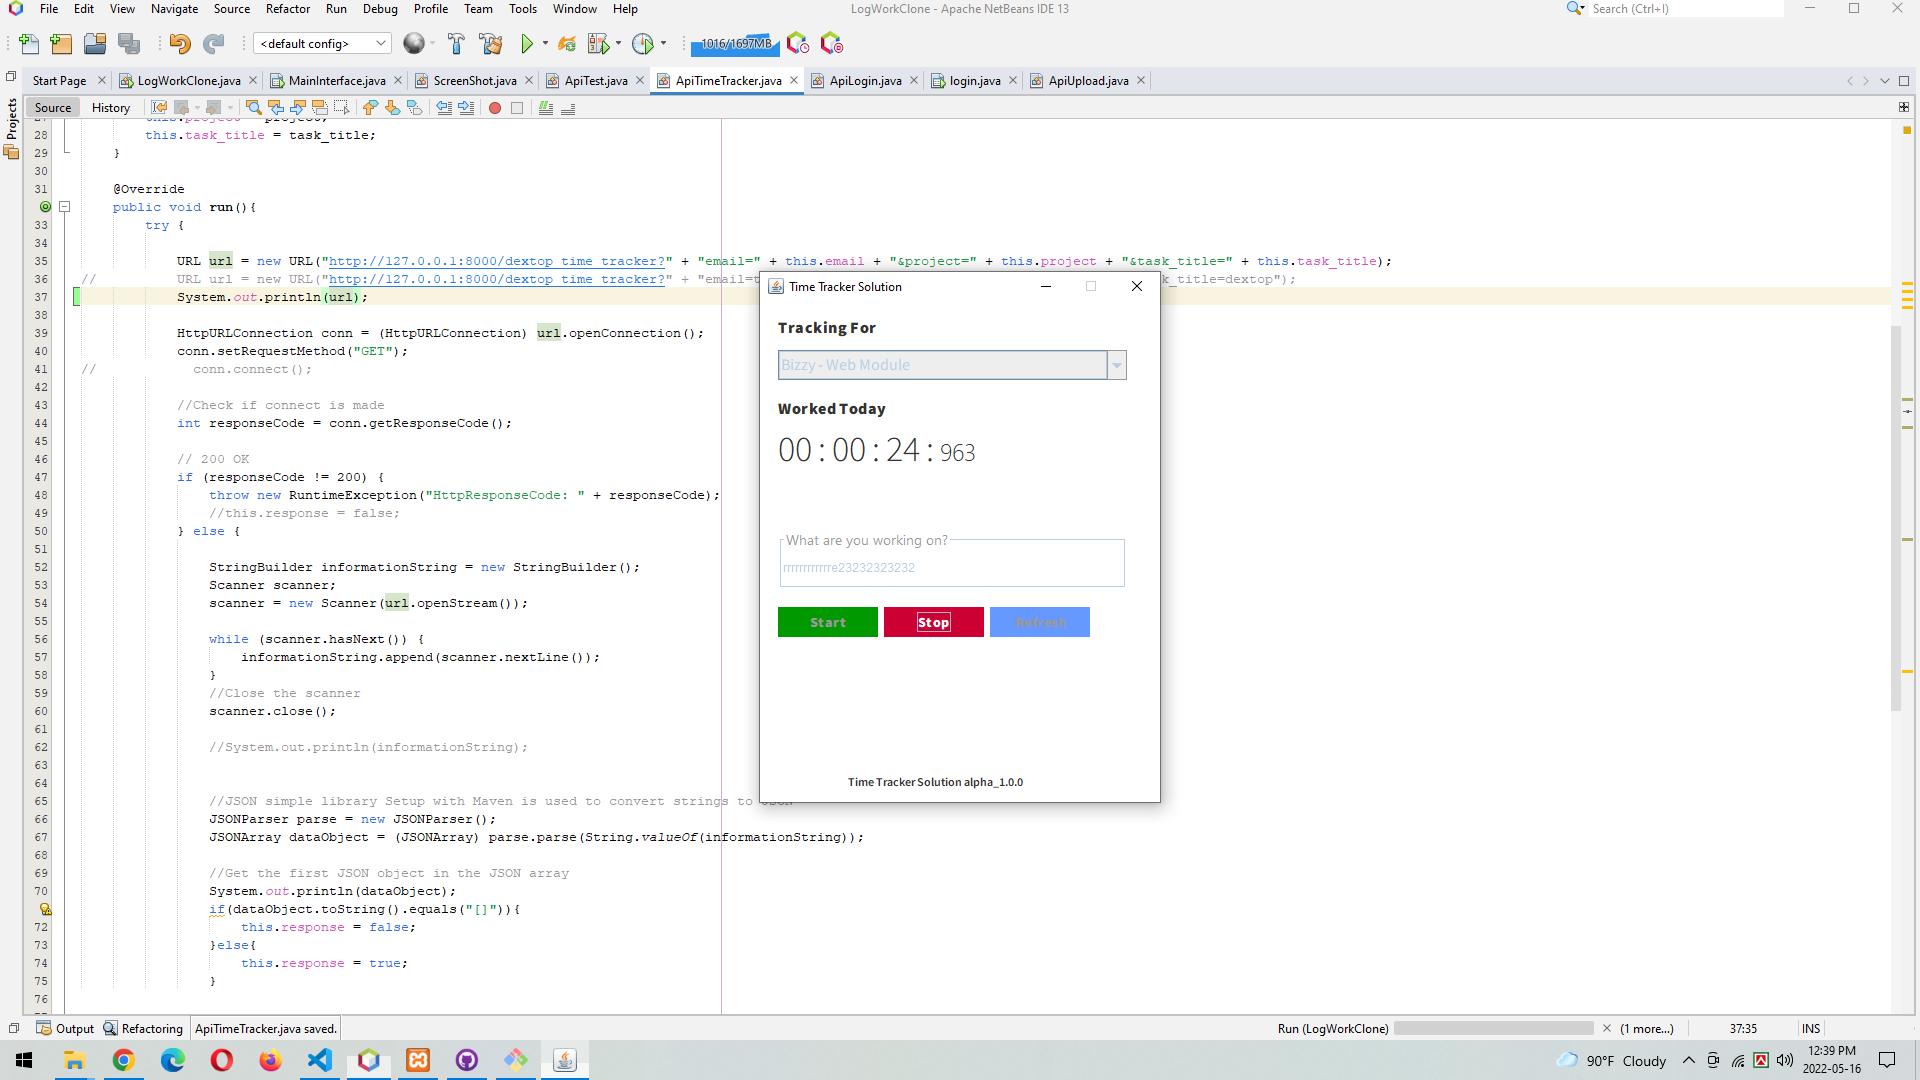 File Edit View Navigate Source Refactor Run Debug Profile Team Tools Window Help
LogWorkClone - Apache NetBeans IDE 13
Search (Ctrl+I)
<default config>
1016/1697MB
Start Page
LogWorkClone.java
MainInterface.java
ScreenShot.java
ApiTest.java
ApiTimeTracker.java
ApiLogin.java
login.java
ApiUpload.java
Projects
Source History
28 this.task_title = task_title;
29 }
30
31 @Override
public void run(){
33 try {
34
35 URL url = new URL("http://127.0.0.1:8000/dextop_time_tracker?" + "email=" + this.email + "&project=" + this.project + "&task_title=" + this.task_title);
36 // URL url = new URL("http://127.0.0.1:8000/dextop_time_tracker?" + "email= _title=dextop");
37 System.out.println(url);
38
39 HttpURLConnection conn = (HttpURLConnection) url.openConnection();
40 conn.setRequestMethod("GET");
41 // conn.connect();
42
43 //Check if connect is made
44 int responseCode = conn.getResponseCode();
45
46 // 200 OK
47 if (responseCode != 200) {
48 throw new RuntimeException("HttpResponseCode: " + responseCode);
49 //this.response = false;
50 } else {
51
52 StringBuilder informationString = new StringBuilder();
53 Scanner scanner;
54 scanner = new Scanner(url.openStream());
55
56 while (scanner.hasNext()) {
57 informationString.append(scanner.nextLine());
58 }
59 //Close the scanner
60 scanner.close();
61
62 //System.out.println(informationString);
63
64
65 //JSON simple library Setup with Maven is used to convert strings to JSON
66 JSONParser parse = new JSONParser();
67 JSONArray dataObject = (JSONArray) parse.parse(String.valueOf(informationString));
68
69 //Get the first JSON object in the JSON array
70 System.out.println(dataObject);
if(dataObject.toString().equals("[]")){
72 this.response = false;
73 }else{
74 this.response = true;
75 }
76
Time Tracker Solution
Tracking For
Bizzy - Web Module
Worked Today
00 : 00 : 24 : 963
What are you working on?
Start Stop Refresh
Time Tracker Solution alpha_1.0.0
Output Refactoring ApiTimeTracker.java saved.
Run (LogWorkClone) (1 more...) 37:35 INS
90°F Cloudy
12:39 PM
2022-05-16